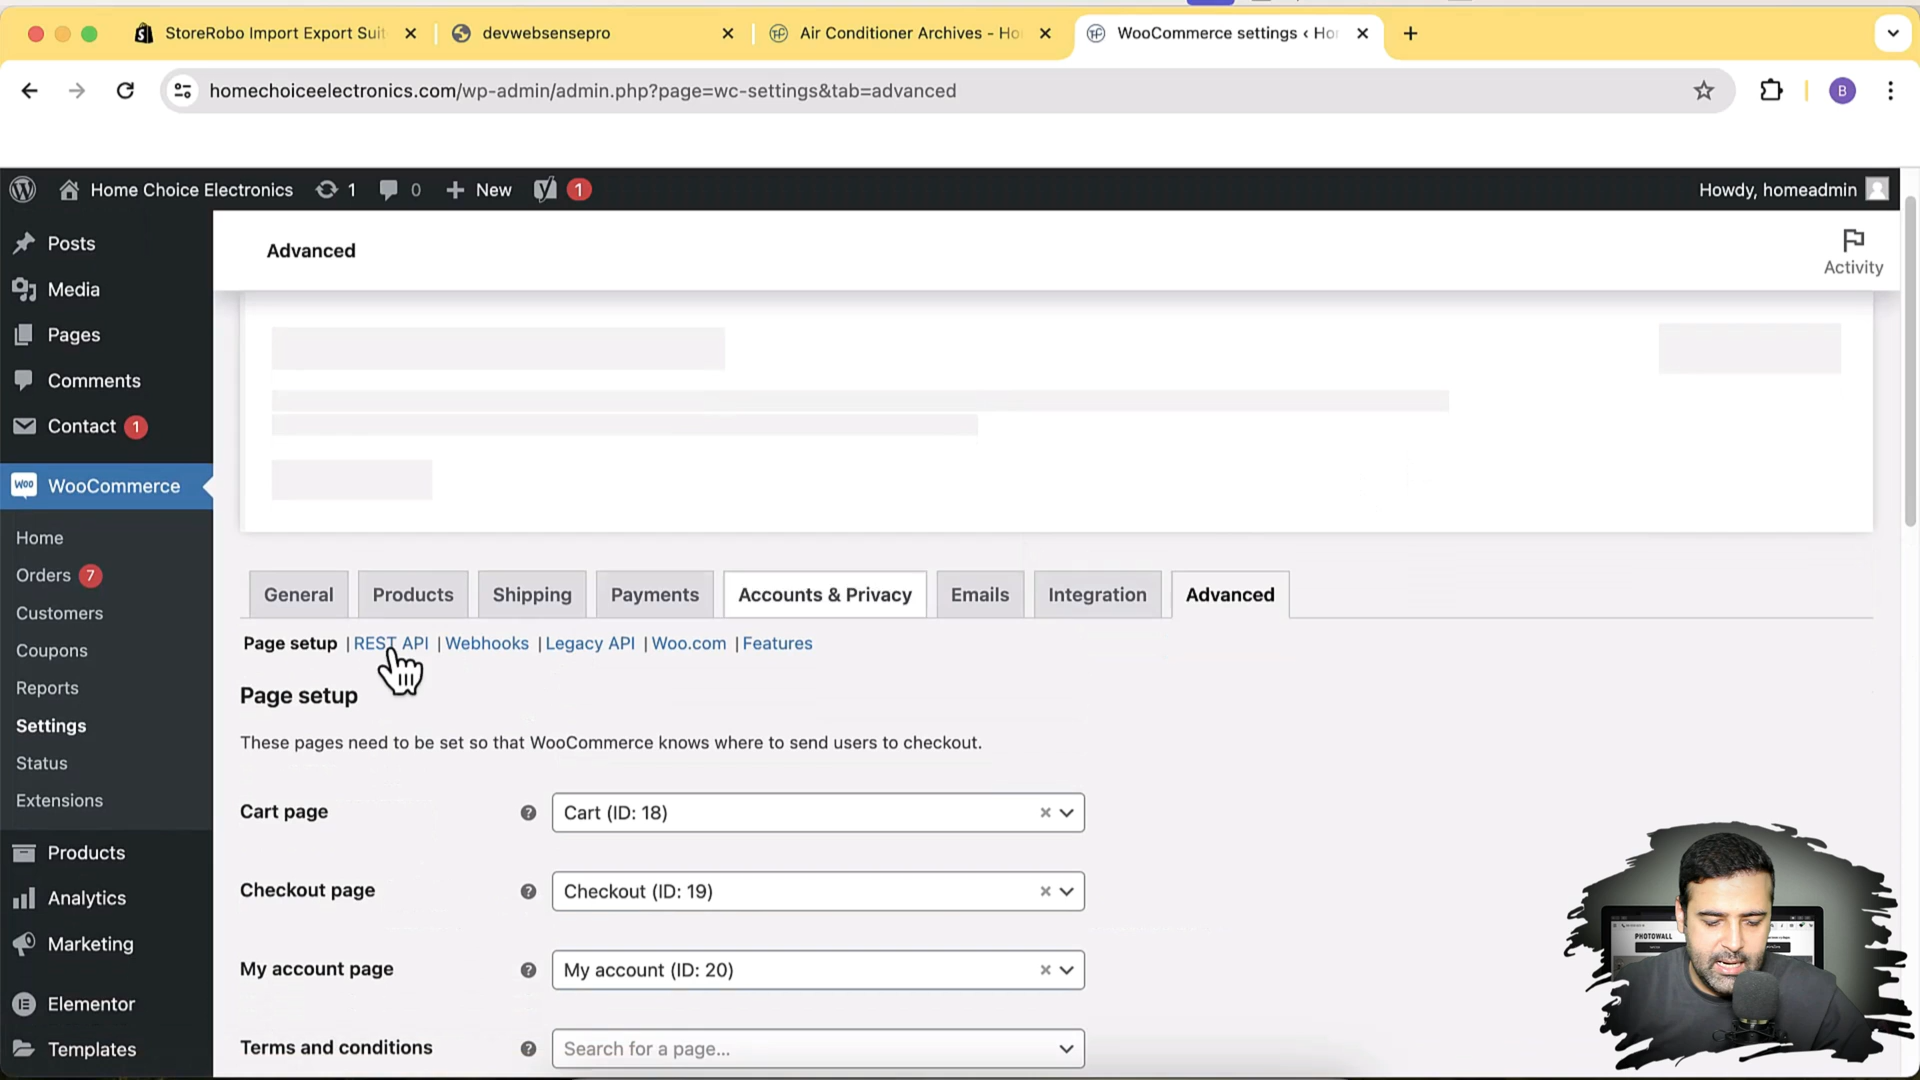 StoreRobo Import Export Suit
devwebsensepro
Air Conditioner Archives - Ho
WooCommerce settings ‹ Ho
homechoiceelectronics.com/wp-admin/admin.php?page=wc-settings&tab=advanced
B
Home Choice Electronics
1
0
New
1
Howdy, homeadmin
Posts
Media
Pages
Comments
Contact 1
WooCommerce
Home
Orders 7
Customers
Coupons
Reports
Settings
Status
Extensions
Products
Analytics
Marketing
Elementor
Templates
Advanced
Activity
General Products Shipping Payments Accounts & Privacy Emails Integration Advanced
Page setup | REST API | Webhooks | Legacy API | Woo.com | Features
Page setup
These pages need to be set so that WooCommerce knows where to send users to checkout.
Cart page
Cart (ID: 18)
Checkout page
Checkout (ID: 19)
My account page
My account (ID: 20)
Terms and conditions
Search for a page...
PHOTOWALL